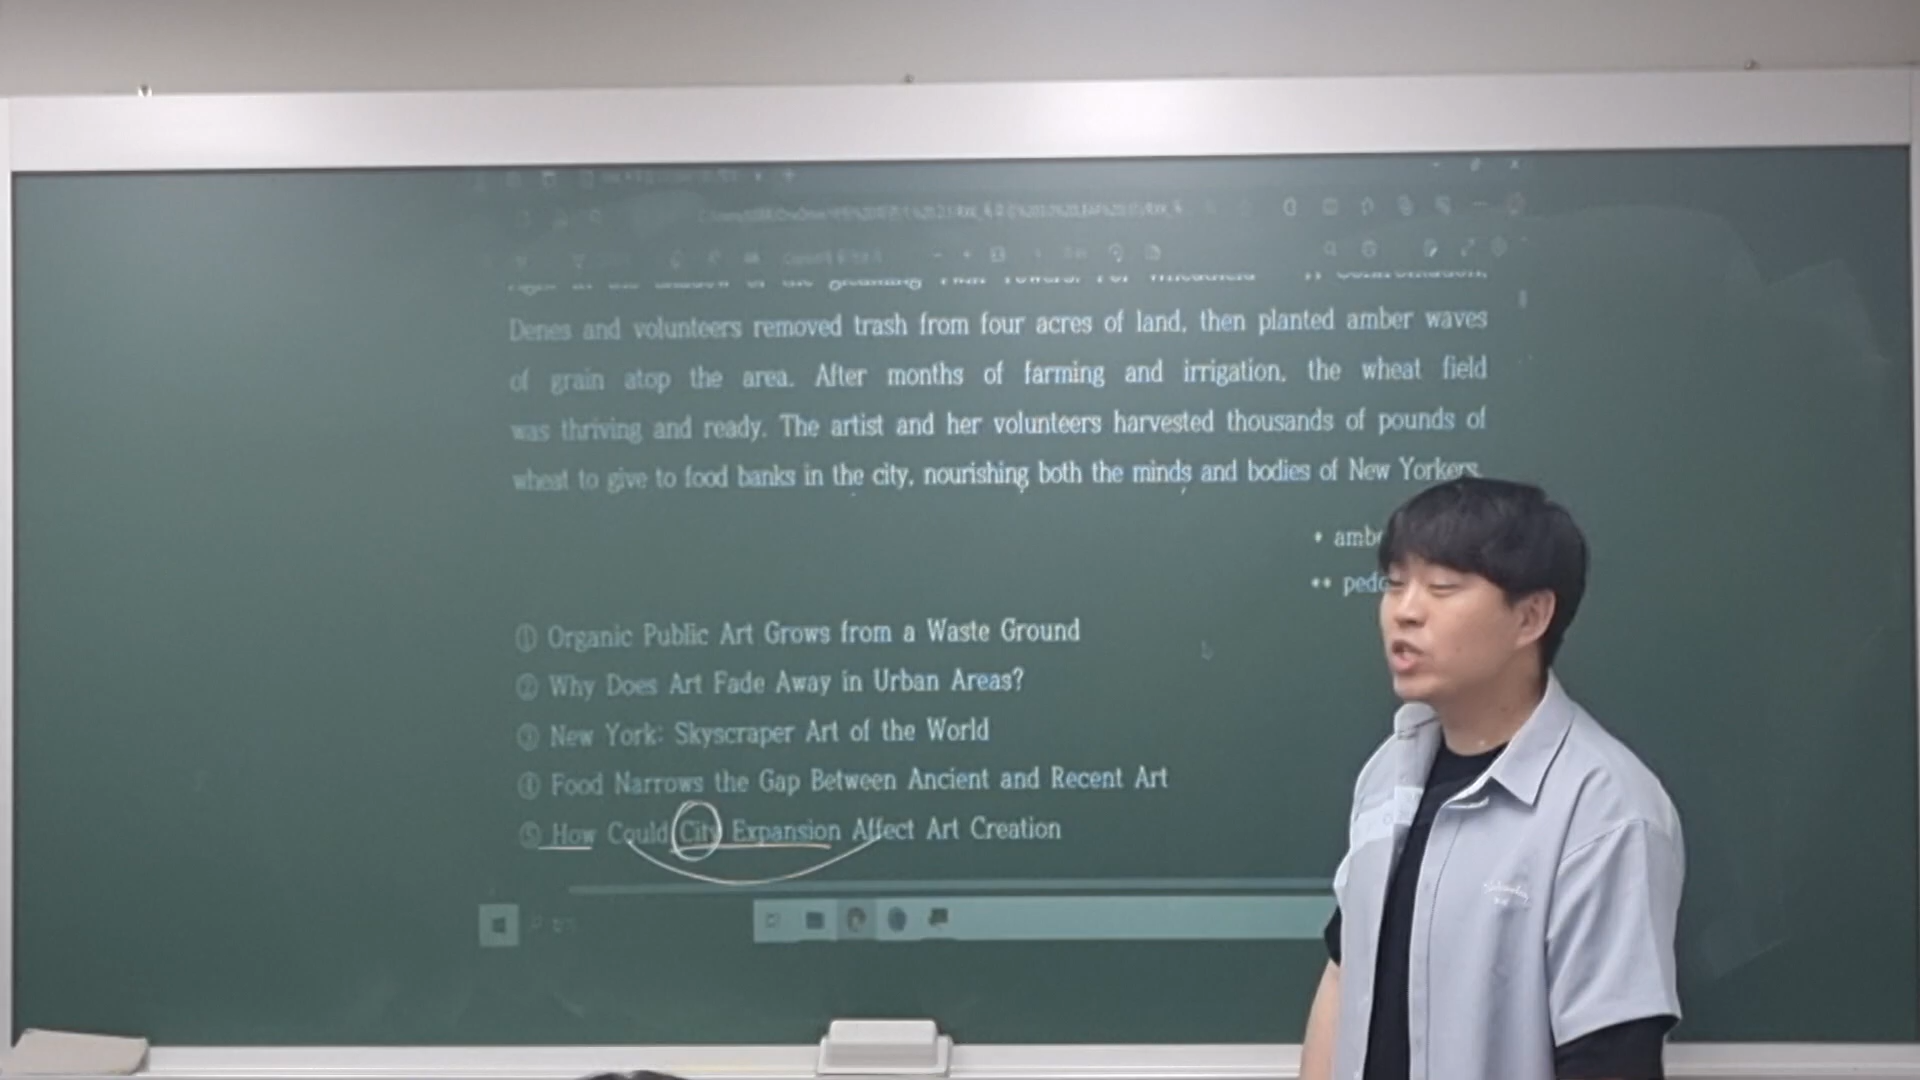 Denes and volunteers removed trash from four acres of land, then planted amber waves
of grain atop the area. After months of farming and irrigation, the wheat field
was thriving and ready. The artist and her volunteers harvested thousands of pounds of
wheat to give to food banks in the city, nourishing both the minds and bodies of New Yorkers.
* 
** 
① Organic Public Art Grows from a Waste Ground
② Why Does Art Fade Away in Urban Areas?
③ New York: Skyscraper Art of the World
④ Food Narrows the Gap Between Ancient and Recent Art
⑤ How Could City Expansion Affect Art Creation